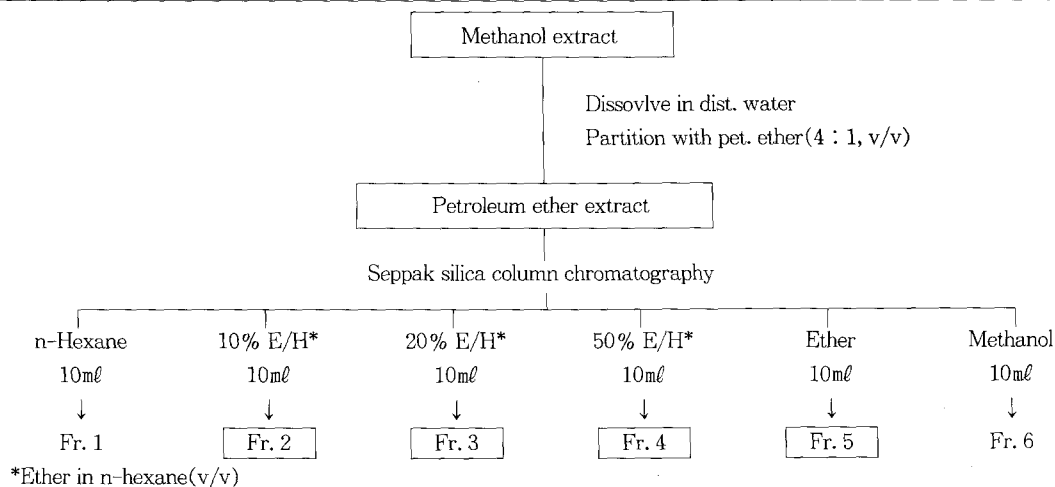 Methanol extract
Dissovlve in dist. water
Partition with pet. ether(4 : 1, v/v)
Petroleum ether extract
Seppak silica column chromatography
n-Hexane 10% E/H* 20% E/H* 50% E/H* Ether Methanol
10mℓ 10mℓ 10mℓ 10mℓ 10mℓ 10mℓ
↓ ↓ ↓ ↓ ↓ ↓
Fr. 1 Fr. 2 Fr. 3 Fr. 4 Fr. 5 Fr. 6
*Ether in n-hexane(v/v)